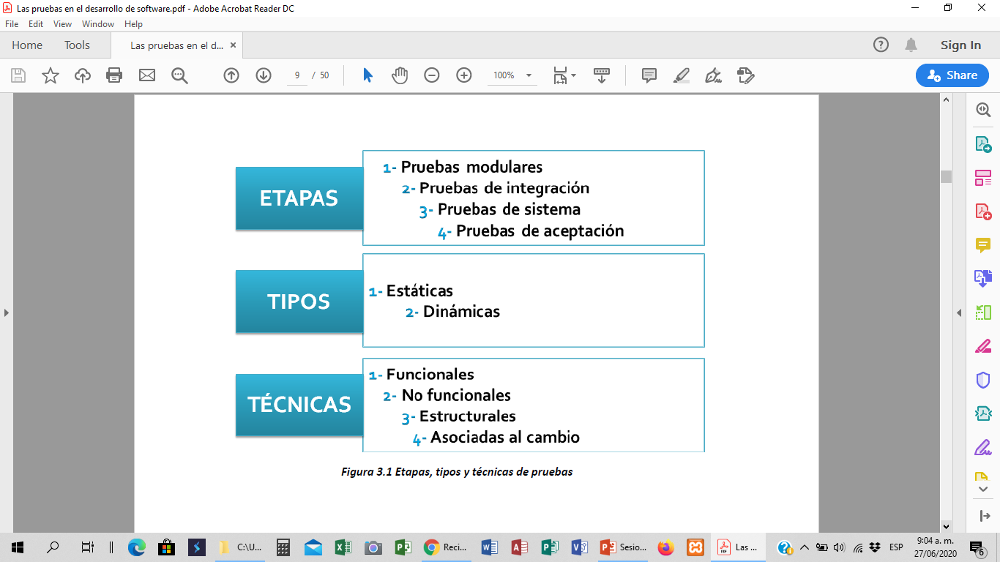 Las pruebas en el desarrollo de software.pdf - Adobe Acrobat Reader DC
File Edit View Window Help
Home Tools Las pruebas en el d... × Sign In
9 / 50 100% Share
ETAPAS
1- Pruebas modulares
2- Pruebas de integración
3- Pruebas de sistema
4- Pruebas de aceptación
TIPOS
1- Estáticas
2- Dinámicas
TÉCNICAS
1- Funcionales
2- No funcionales
3- Estructurales
4- Asociadas al cambio
Figura 3.1 Etapas, tipos y técnicas de pruebas
C:\U... Reci... Sesio... Las ... ESP 9:04 a. m.
27/06/2020 6